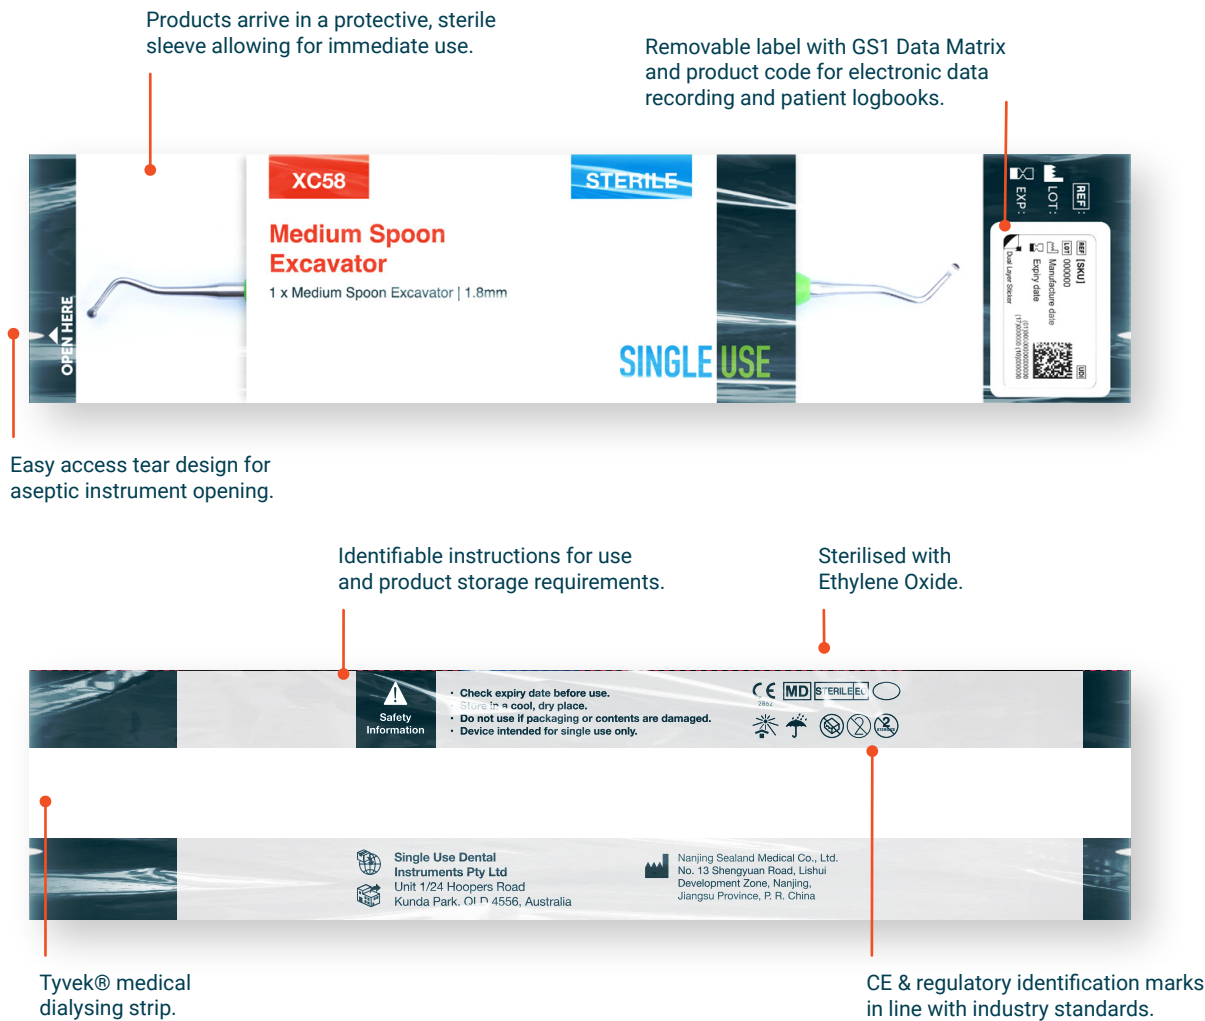 Products arrive in a protective, sterile
sleeve allowing for immediate use.
Removable label with GS1 Data Matrix
and product code for electronic data
recording and patient logbooks.
XC58
STERILE
Medium Spoon
Excavator
1 x Medium Spoon Excavator | 1.8mm
SINGLE USE
OPEN HERE
REF:
LOT:
EXP:
REF [SKU]
LOT 000000
Manufacture date
Expiry date
Dual Layer Sticker
UDI
Easy access tear design for
aseptic instrument opening.
Identifiable instructions for use
and product storage requirements.
Sterilised with
Ethylene Oxide.
Safety
Information
· Check expiry date before use.
· Store in a cool, dry place.
· Do not use if packaging or contents are damaged.
· Device intended for single use only.
CE MD STERILE EO
2862
2
2
Single Use Dental
Instruments Pty Ltd
Unit 1/24 Hoopers Road
Kunda Park. QLD 4556, Australia
Nanjing Sealand Medical Co., Ltd.
No. 13 Shengyuan Road, Lishui
Development Zone, Nanjing,
Jiangsu Province, P. R. China
Tyvek® medical
dialysing strip.
CE & regulatory identification marks
in line with industry standards.